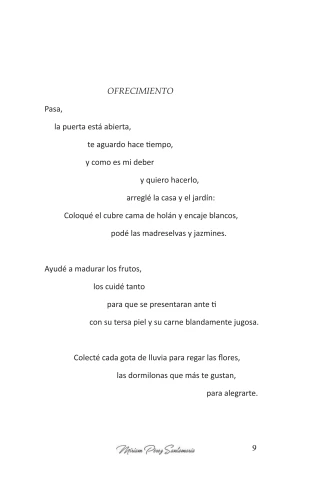 OFRECIMIENTO
Pasa,
la puerta está abierta,
te aguardo hace tiempo,
y como es mi deber
y quiero hacerlo,
arreglé la casa y el jardín:
Coloqué el cubre cama de holán y encaje blancos,
podé las madreselvas y jazmines.
Ayudé a madurar los frutos,
los cuidé tanto
para que se presentaran ante ti
con su tersa piel y su carne blandamente jugosa.
Colecté cada gota de lluvia para regar las flores,
las dormilonas que más te gustan,
para alegrarte.
Míriam Pérez Santamaría 9